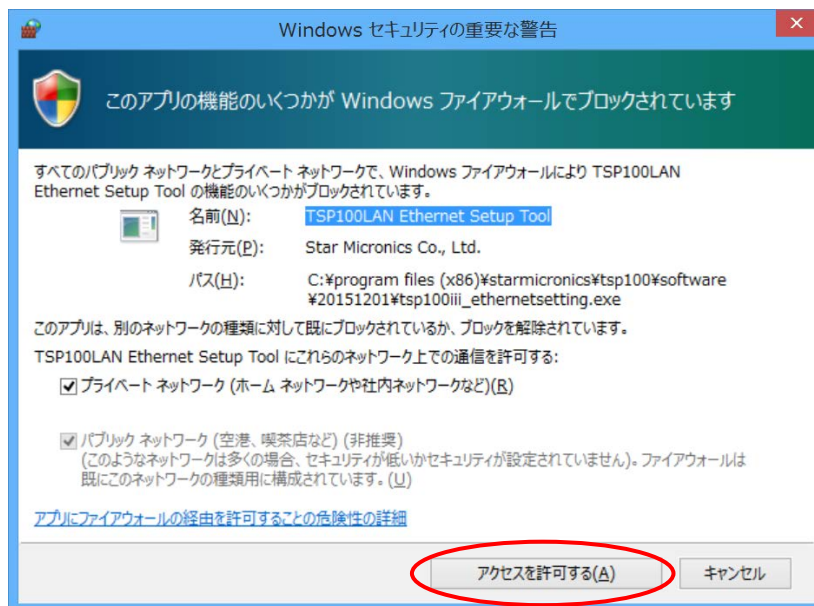 Windows セキュリティの重要な警告
このアプリの機能のいくつかが Windows ファイアウォールでブロックされています
すべてのパブリック ネットワークとプライベート ネットワークで、Windows ファイアウォールにより TSP100LAN
Ethernet Setup Tool の機能のいくつかがブロックされています。
名前(N): TSP100LAN Ethernet Setup Tool
発行元(P): Star Micronics Co., Ltd.
パス(H): C:¥program files (x86)¥starmicronics¥tsp100¥software
¥20151201¥tsp100iii_ethernetsetting.exe
このアプリは、別のネットワークの種類に対して既にブロックされているか、ブロックを解除されています。
TSP100LAN Ethernet Setup Tool にこれらのネットワーク上での通信を許可する:
プライベート ネットワーク (ホーム ネットワークや社内ネットワークなど)(R)
パブリック ネットワーク (空港、喫茶店など) (非推奨)
(このようなネットワークは多くの場合、セキュリティが低いかセキュリティが設定されていません)。ファイアウォールは
既にこのネットワークの種類用に構成されています。(U)
アプリにファイアウォールの経由を許可することの危険性の詳細
アクセスを許可する(A) キャンセル